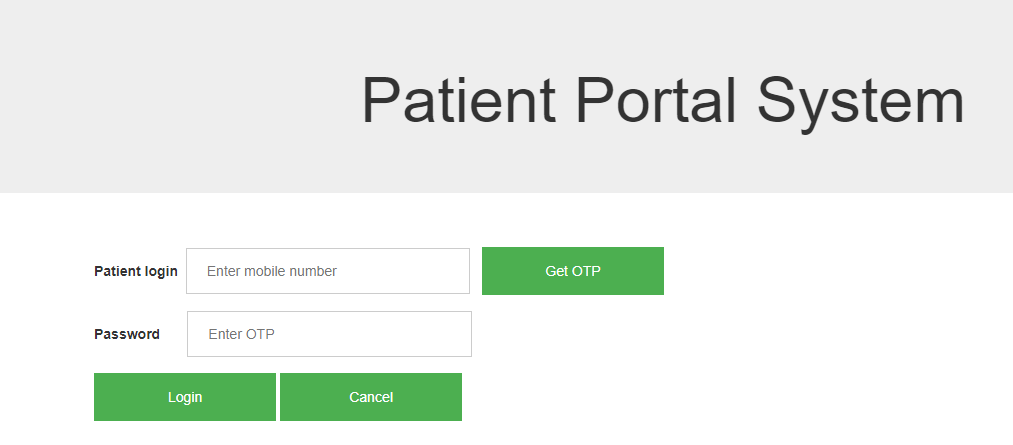 Patient Portal System
Patient login Enter mobile number Get OTP
Password Enter OTP
Login Cancel